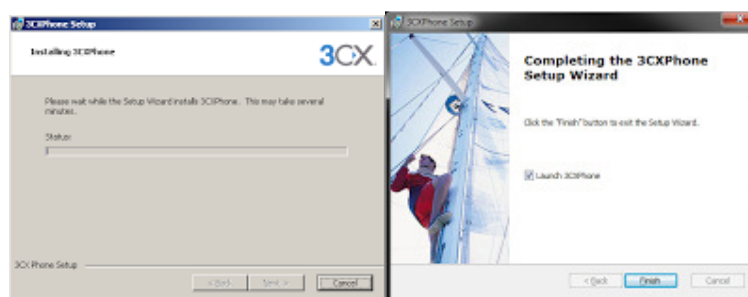 3CXPhone Setup
Installing 3CXPhone
3CX
Please wait while the Setup Wizard installs 3CXPhone. This may take several
minutes.
Status:
3CX Phone Setup
< Back
Next >
Cancel
3CXPhone Setup
Completing the 3CXPhone
Setup Wizard
Click the "Finish" button to exit the Setup Wizard.
Launch 3CXPhone
< Back
Finish
Cancel